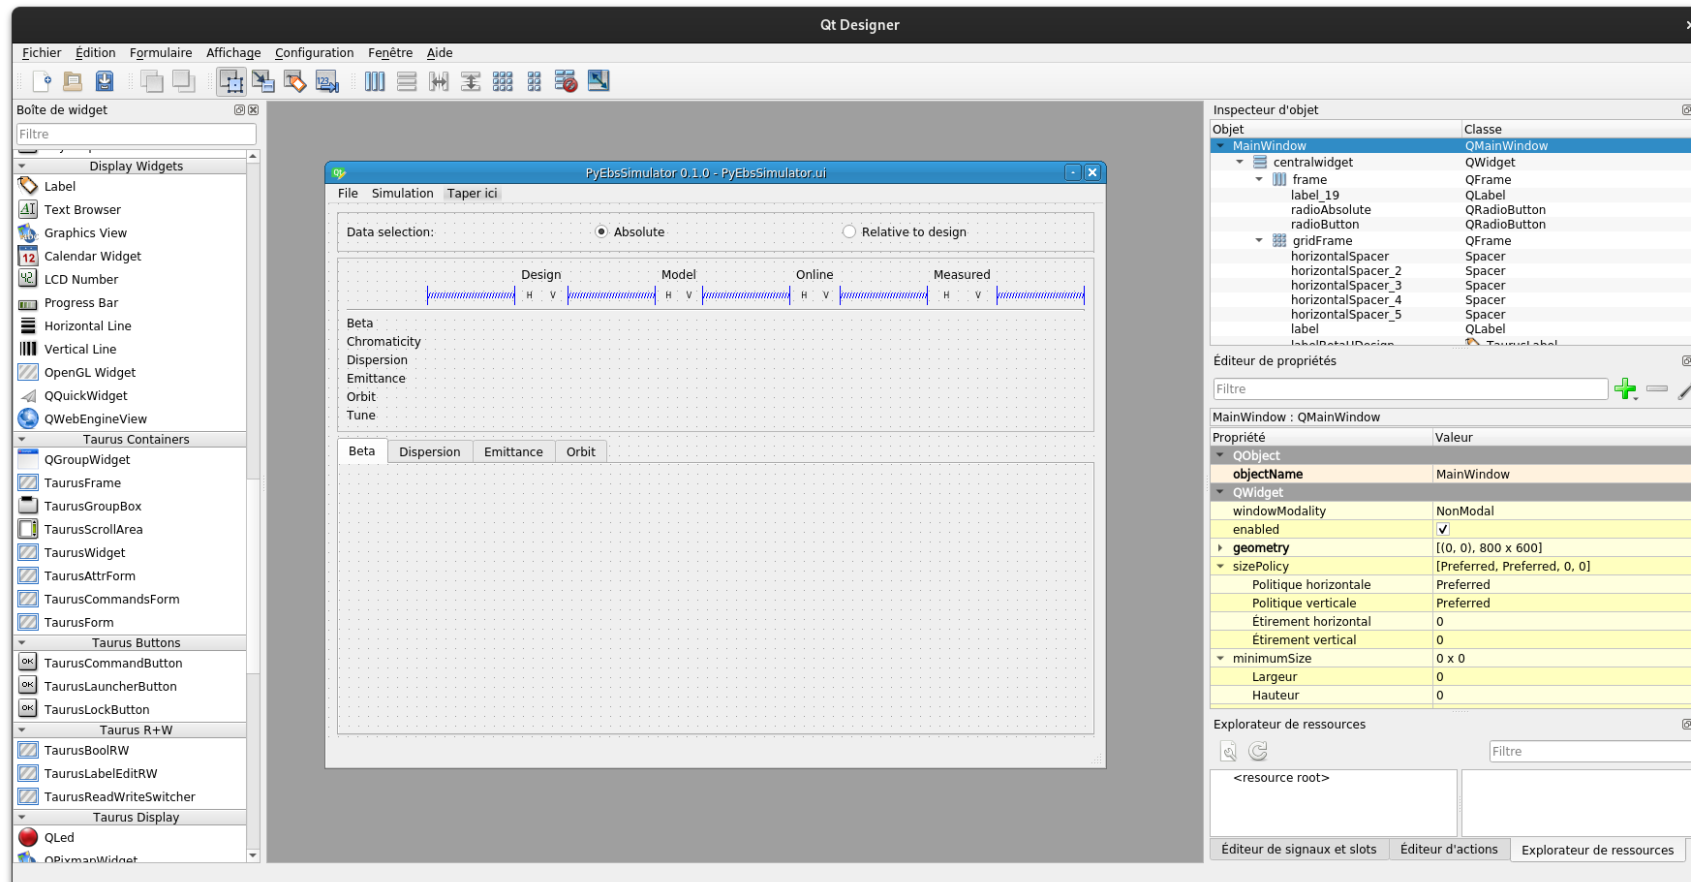 Qt Designer
Fichier Édition Formulaire Affichage Configuration Fenêtre Aide
Boîte de widget
Filtre
Display Widgets
Label
Text Browser
Graphics View
Calendar Widget
LCD Number
Progress Bar
Horizontal Line
Vertical Line
OpenGL Widget
QQuickWidget
QWebEngineView
Taurus Containers
QGroupWidget
TaurusFrame
TaurusGroupBox
TaurusScrollArea
TaurusWidget
TaurusAttrForm
TaurusCommandsForm
TaurusForm
Taurus Buttons
TaurusCommandButton
TaurusLauncherButton
TaurusLockButton
Taurus R+W
TaurusBoolRW
TaurusLabelEditRW
TaurusReadWriteSwitcher
Taurus Display
QLed
QPixmapWidget
PyEbsSimulator 0.1.0 - PyEbsSimulator.ui
File Simulation Taper ici
Data selection: Absolute Relative to design
Design Model Online Measured
H V H V H V H V
Beta
Chromaticity
Dispersion
Emittance
Orbit
Tune
Beta Dispersion Emittance Orbit
Inspecteur d'objet
Objet Classe
MainWindow QMainWindow
centralwidget QWidget
frame QFrame
label_19 QLabel
radioAbsolute QRadioButton
radioButton QRadioButton
gridFrame QFrame
horizontalSpacer Spacer
horizontalSpacer_2 Spacer
horizontalSpacer_3 Spacer
horizontalSpacer_4 Spacer
horizontalSpacer_5 Spacer
label QLabel
labelBetaHDesign TaurusLabel
Éditeur de propriétés
Filtre
MainWindow : QMainWindow
Propriété Valeur
QObject
objectName MainWindow
QWidget
windowModality NonModal
enabled
geometry [(0, 0), 800 x 600]
sizePolicy [Preferred, Preferred, 0, 0]
Politique horizontale Preferred
Politique verticale Preferred
Étirement horizontal 0
Étirement vertical 0
minimumSize 0 x 0
Largeur 0
Hauteur 0
Explorateur de ressources
Filtre
<resource root>
Éditeur de signaux et slots Éditeur d'actions Explorateur de ressources